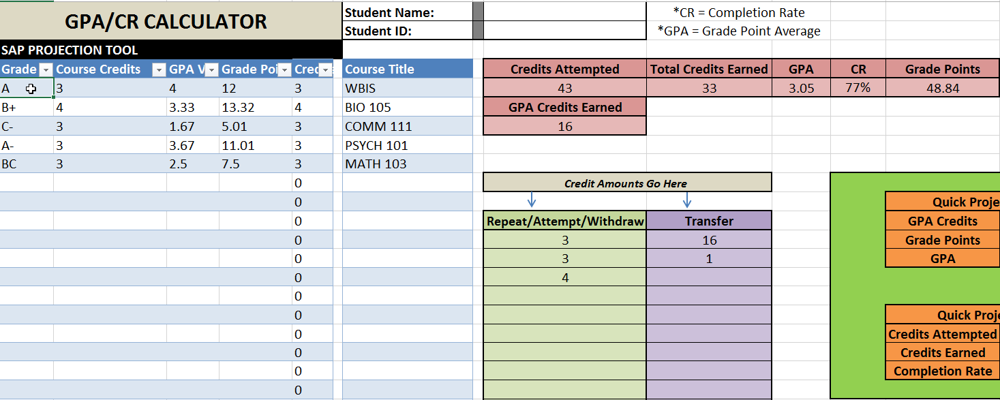 GPA/CR CALCULATOR
Student Name:
*CR = Completion Rate
Student ID:
*GPA = Grade Point Average
SAP PROJECTION TOOL
Grade Course Credits GPA V Grade Poi Cred Course Title
Credits Attempted Total Credits Earned GPA CR Grade Points
A 3 4 12 3 WBIS 43 33 3.05 77% 48.84
B+ 4 3.33 13.32 4 BIO 105 GPA Credits Earned
C- 3 1.67 5.01 3 COMM 111 16
A- 3 3.67 11.01 3 PSYCH 101
BC 3 2.5 7.5 3 MATH 103
0 Credit Amounts Go Here
0 Quick Proje
0 Repeat/Attempt/Withdraw Transfer GPA Credits
0 3 16 Grade Points
0 3 1 GPA
0 4
0
0 Quick Proje
0 Credits Attempted
0 Credits Earned
0 Completion Rate
0